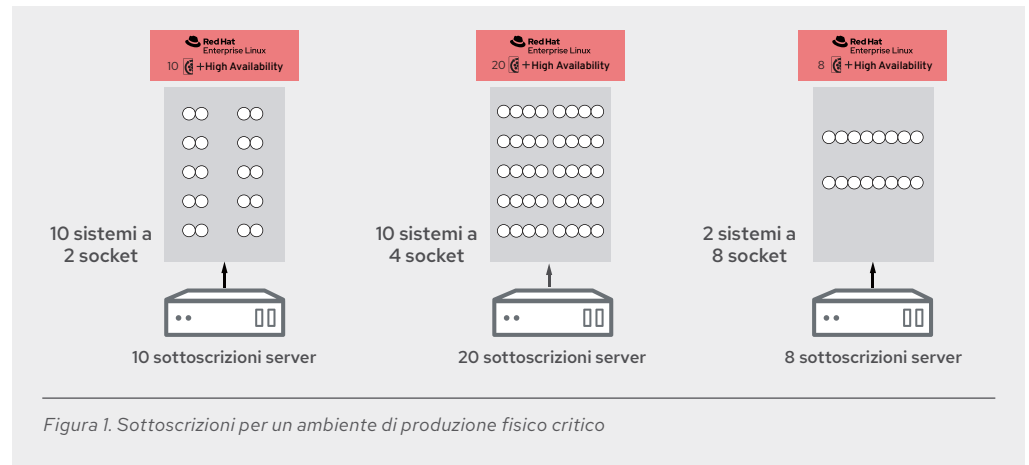 Red Hat
Enterprise Linux
10 +High Availability
Red Hat
Enterprise Linux
20 +High Availability
Red Hat
Enterprise Linux
8 +High Availability
10 sistemi a
2 socket
10 sistemi a
4 socket
2 sistemi a
8 socket
10 sottoscrizioni server
20 sottoscrizioni server
8 sottoscrizioni server
Figura 1. Sottoscrizioni per un ambiente di produzione fisico critico